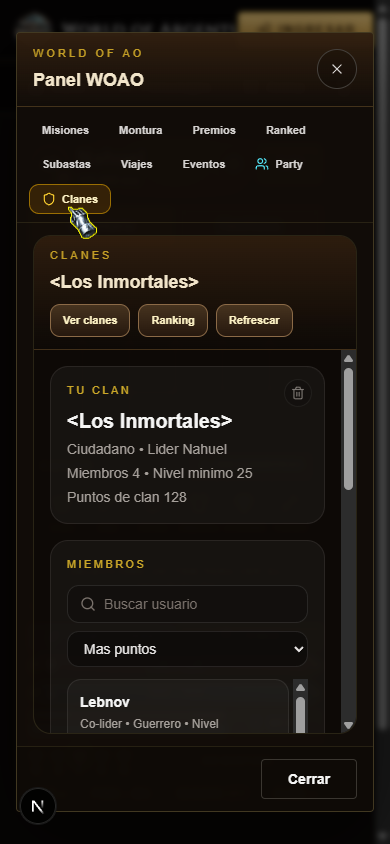 WORLD OF AO
Panel WOAO
Misiones Montura Premios Ranked
Subastas Viajes Eventos Party
Clanes
CLANES
<Los Inmortales>
Ver clanes Ranking Refrescar
TU CLAN
<Los Inmortales>
Ciudadano • Lider Nahuel
Miembros 4 • Nivel minimo 25
Puntos de clan 128
MIEMBROS
Buscar usuario
Mas puntos
Lebnov
Co-lider • Guerrero • Nivel
Cerrar
N